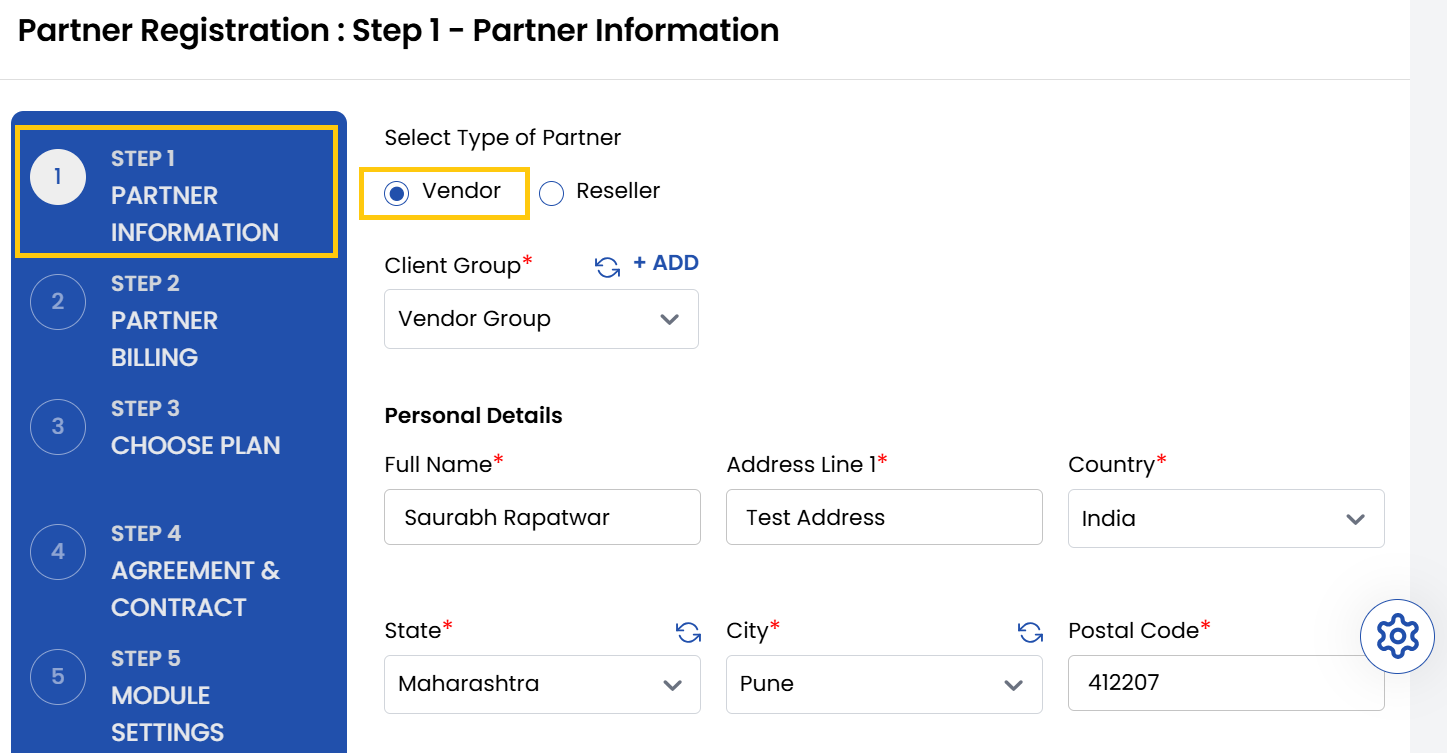 Partner Registration : Step 1 - Partner Information
1
STEP 1
PARTNER
INFORMATION
2
STEP 2
PARTNER
BILLING
3
STEP 3
CHOOSE PLAN
4
STEP 4
AGREEMENT &
CONTRACT
5
STEP 5
MODULE
SETTINGS
Select Type of Partner
Vendor Reseller
Client Group* + ADD
Vendor Group
Personal Details
Full Name* Address Line 1* Country*
Saurabh Rapatwar Test Address India
State* City* Postal Code*
Maharashtra Pune 412207